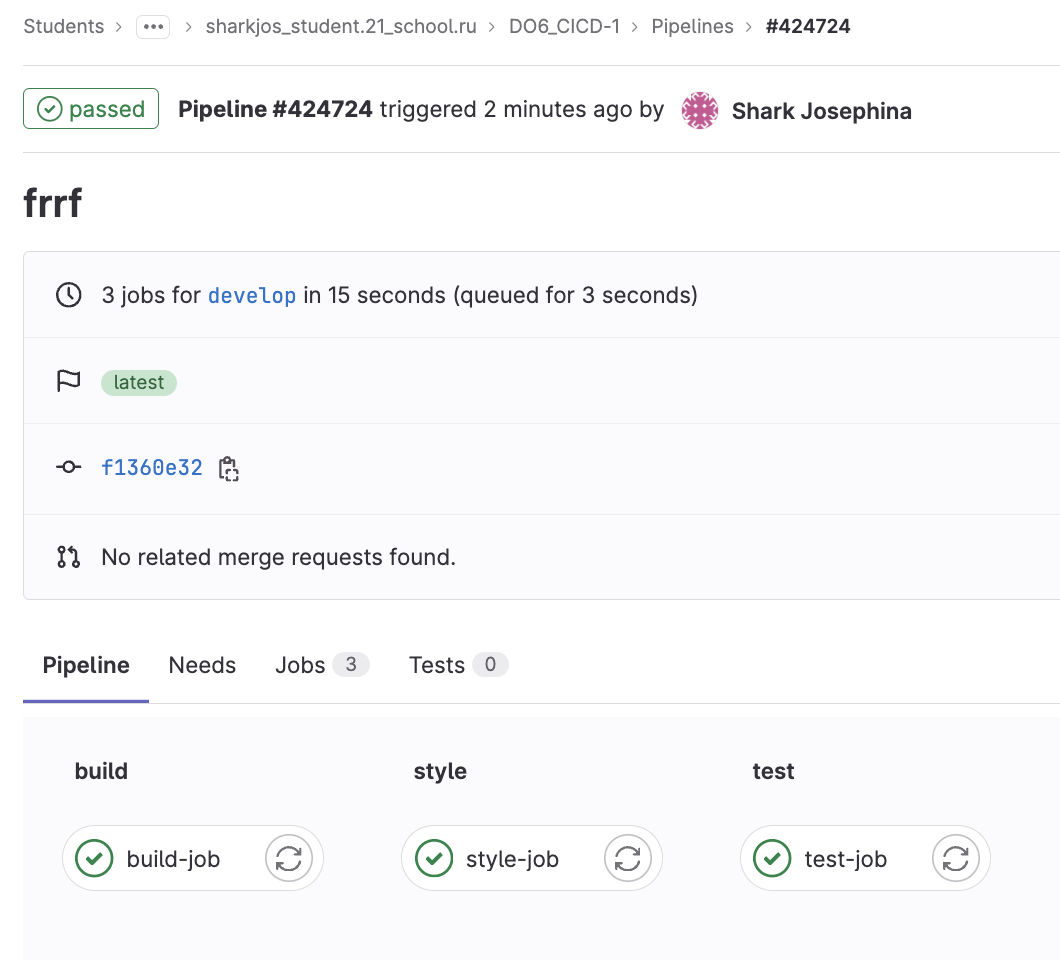 Students > ••• > sharkjos_student.21_school.ru > DO6_CICD-1 > Pipelines > #424724
passed Pipeline #424724 triggered 2 minutes ago by Shark Josephina
frrf
3 jobs for develop in 15 seconds (queued for 3 seconds)
latest
f1360e32
No related merge requests found.
Pipeline Needs Jobs 3 Tests 0
build style test
build-job style-job test-job